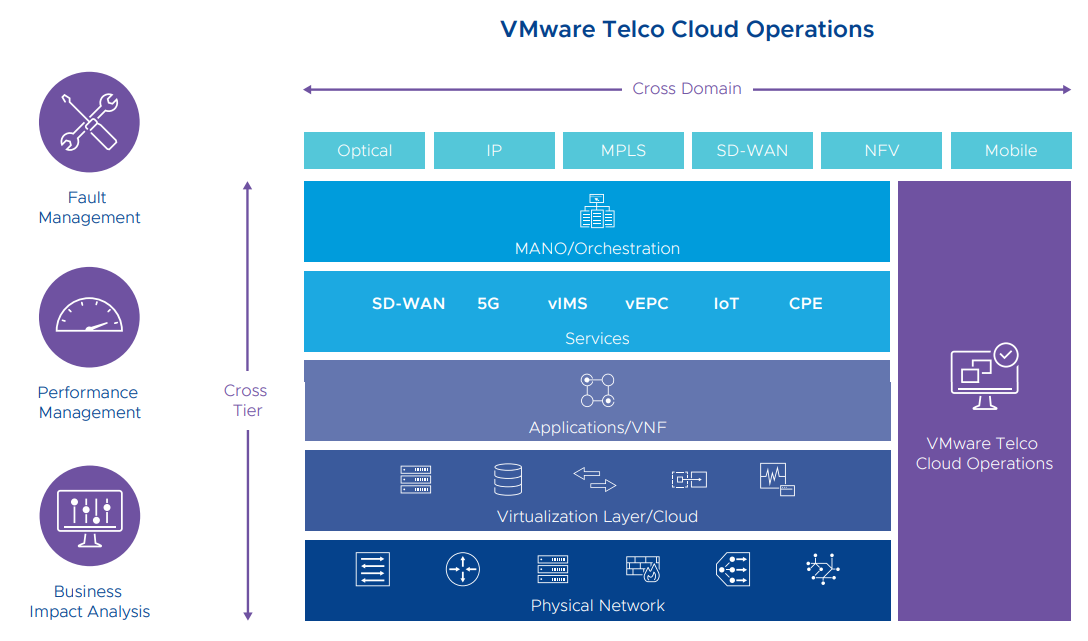 VMware Telco Cloud Operations
Cross Domain
Optical
IP
MPLS
SD-WAN
NFV
Mobile
Fault
Management
Performance
Management
Business
Impact Analysis
Cross
Tier
MANO/Orchestration
SD-WAN
5G
vIMS
vEPC
IoT
CPE
Services
Applications/VNF
Virtualization Layer/Cloud
Physical Network
VMware Telco
Cloud Operations